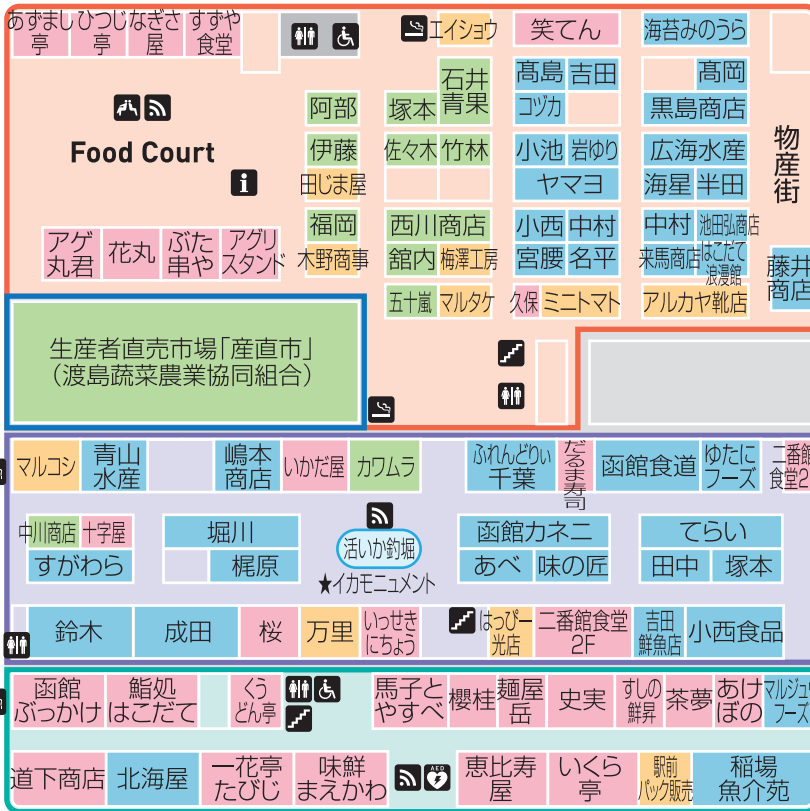 あずまし
亭
ひつじ
亭
なぎさ
屋
すずや
食堂
エイショウ
笑てん
海苔みのうら
石井
青果
髙島
吉田
髙岡
阿部
塚本
コヅカ
黒島商店
物産街
Food Court
伊藤
佐々木
竹林
小池
岩ゆり
広海水産
田じま屋
ヤマヨ
海星
半田
アゲ
丸君
花丸
ぶた
串や
アグリ
スタンド
福岡
西川商店
小西
中村
中村
池田弘商店
木野商事
舘内
梅澤工房
宮腰
名平
来馬商店
はこだて
浪漫館
藤井
商店
五十嵐
マルタケ
久保
ミニトマト
アルカヤ靴店
生産者直売市場「産直市」
(渡島蔬菜農業協同組合)
マルコシ
青山
水産
嶋本
商店
いかだ屋
カワムラ
ふれんどりぃ
千葉
だるま寿司
函館食道
ゆたに
フーズ
二番館
食堂2
中川商店
十字屋
堀川
活いか釣堀
函館カネニ
てらい
すがわら
梶原
★イカモニュメント
あべ
味の匠
田中
塚本
鈴木
成田
桜
万里
いっせき
にちょう
はっぴー
光店
二番館食堂
2F
吉田
鮮魚店
小西食品
函館
ぶっかけ
鮨処
はこだて
くう
どん亭
馬子と
やすべ
櫻桂
麺屋
岳
史実
すしの
鮮昇
茶夢
あけ
ぼの
マルジュウ
フーズ
道下商店
北海屋
一花亭
たびじ
味鮮
まえかわ
AED
恵比寿
屋
いくら
亭
駅前
パック販売
稲場
魚介苑